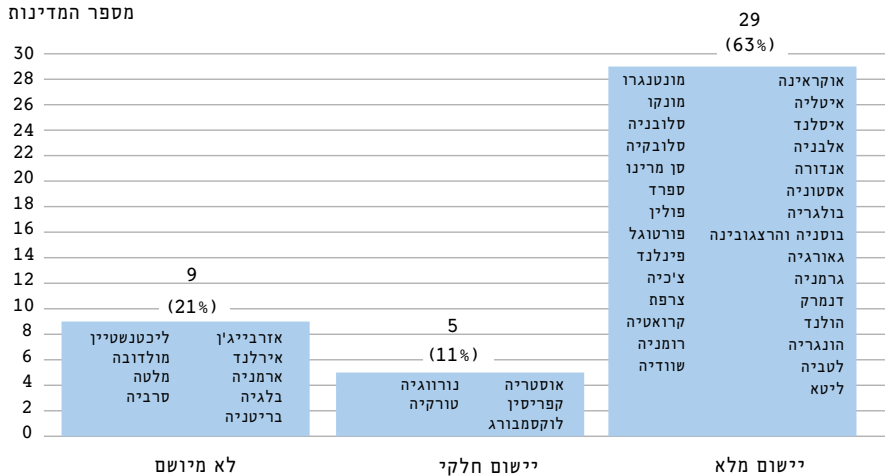 מספר המדינות
30
28
26
24
22
20
18
16
14
12
10
8
6
4
2
0
29
(63%)
אוקראינה
איטליה
איסלנד
אלבניה
אנדורה
אסטוניה
בולגריה
בוסניה והרצגובינה
גאורגיה
גרמניה
דנמרק
הולנד
הונגריה
לטביה
ליטא
מונטנגרו
מונקו
סלובניה
סלובקיה
סן מרינו
ספרד
פולין
פורטוגל
פינלנד
צ'כיה
צרפת
קרואטיה
רומניה
שוודיה
5
(11%)
אוסטריה
קפריסין
לוקסמבורג
נורווגיה
טורקיה
9
(21%)
אזרבייג'ן
אירלנד
ארמניה
בלגיה
בריטניה
ליכטנשטיין
מולדובה
מלטה
סרביה
יישום מלא
יישום חלקי
לא מיושם